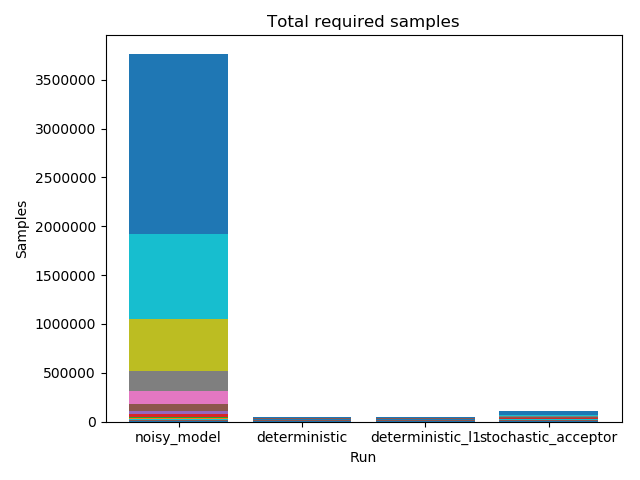 Total required samples
Samples
3500000
3000000
2500000
2000000
1500000
1000000
500000
0
noisy_model
deterministic
deterministic_l1
stochastic_acceptor
Run